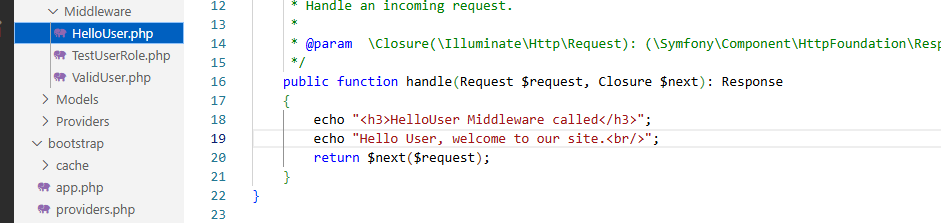 Middleware
HelloUser.php
TestUserRole.php
ValidUser.php
Models
Providers
bootstrap
cache
app.php
providers.php
12 * Handle an incoming request.
13 *
14 * @param \Closure(\Illuminate\Http\Request): (\Symfony\Component\HttpFoundation\Resp
15 */
16 public function handle(Request $request, Closure $next): Response
17 {
18 echo "<h3>HelloUser Middleware called</h3>";
19 echo "Hello User, welcome to our site.<br/>";
20 return $next($request);
21 }
22 }
23